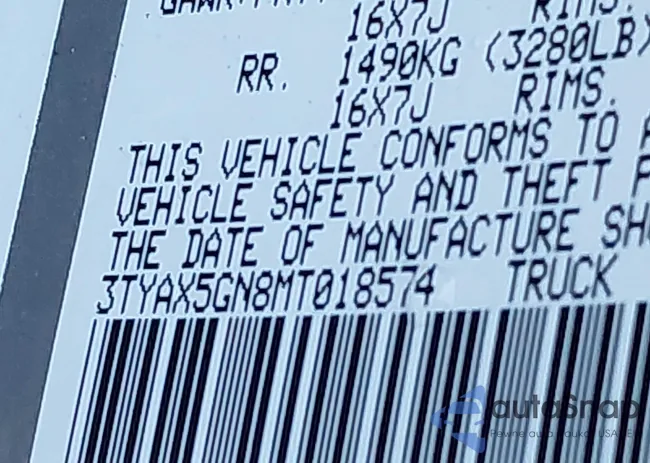 16X7J RIMS.
RR. 1490KG (3280LB)
16X7J RIMS.
THIS VEHICLE CONFORMS TO
VEHICLE SAFETY AND THEFT
THE DATE OF MANUFACTURE
3TYAX5GN8MT018574 TRUCK
autoSnap